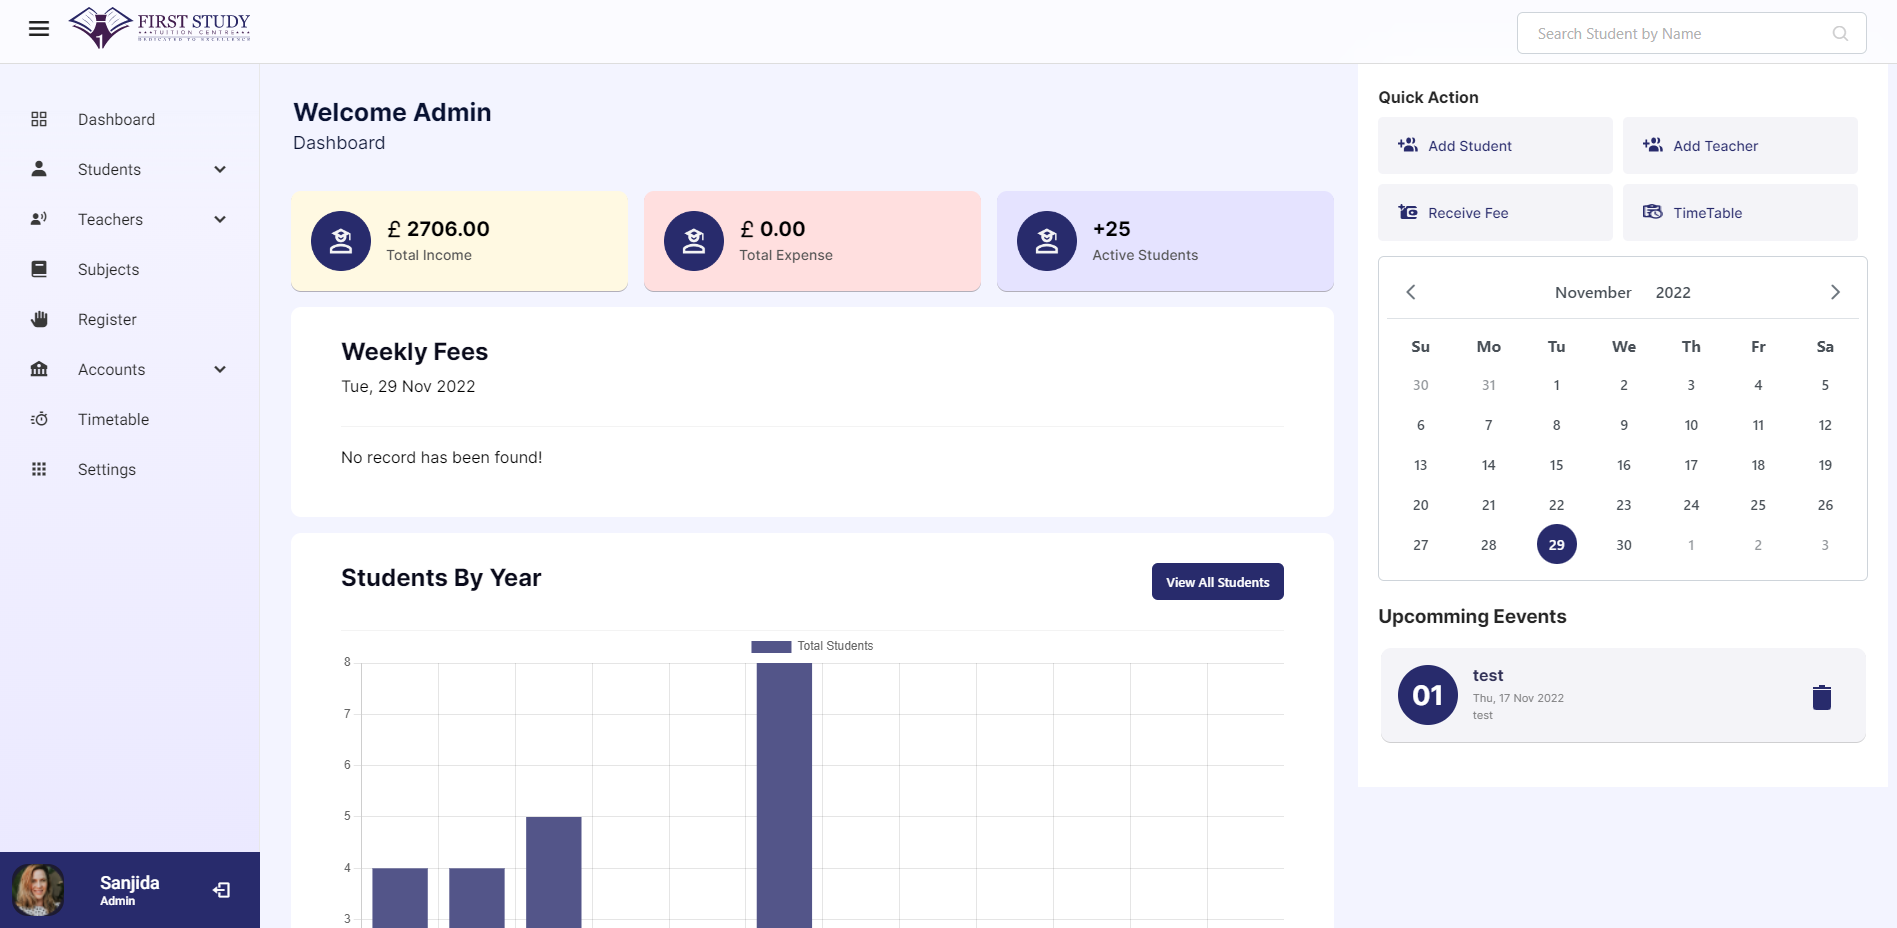 1
FIRST STUDY
TUITION CENTRE
DEDICATED TO EXCELLENCE
Search Student by Name
Dashboard
Students
Teachers
Subjects
Register
Accounts
Timetable
Settings
Sanjida
Admin
Welcome Admin
Dashboard
£ 2706.00
Total Income
£ 0.00
Total Expense
+25
Active Students
Weekly Fees
Tue, 29 Nov 2022
No record has been found!
Students By Year
View All Students
Total Students
8
7
6
5
4
3
Quick Action
Add Student
Add Teacher
Receive Fee
TimeTable
November 2022
Su Mo Tu We Th Fr Sa
30 31 1 2 3 4 5
6 7 8 9 10 11 12
13 14 15 16 17 18 19
20 21 22 23 24 25 26
27 28 29 30 1 2 3
Upcomming Eevents
01
test
Thu, 17 Nov 2022
test